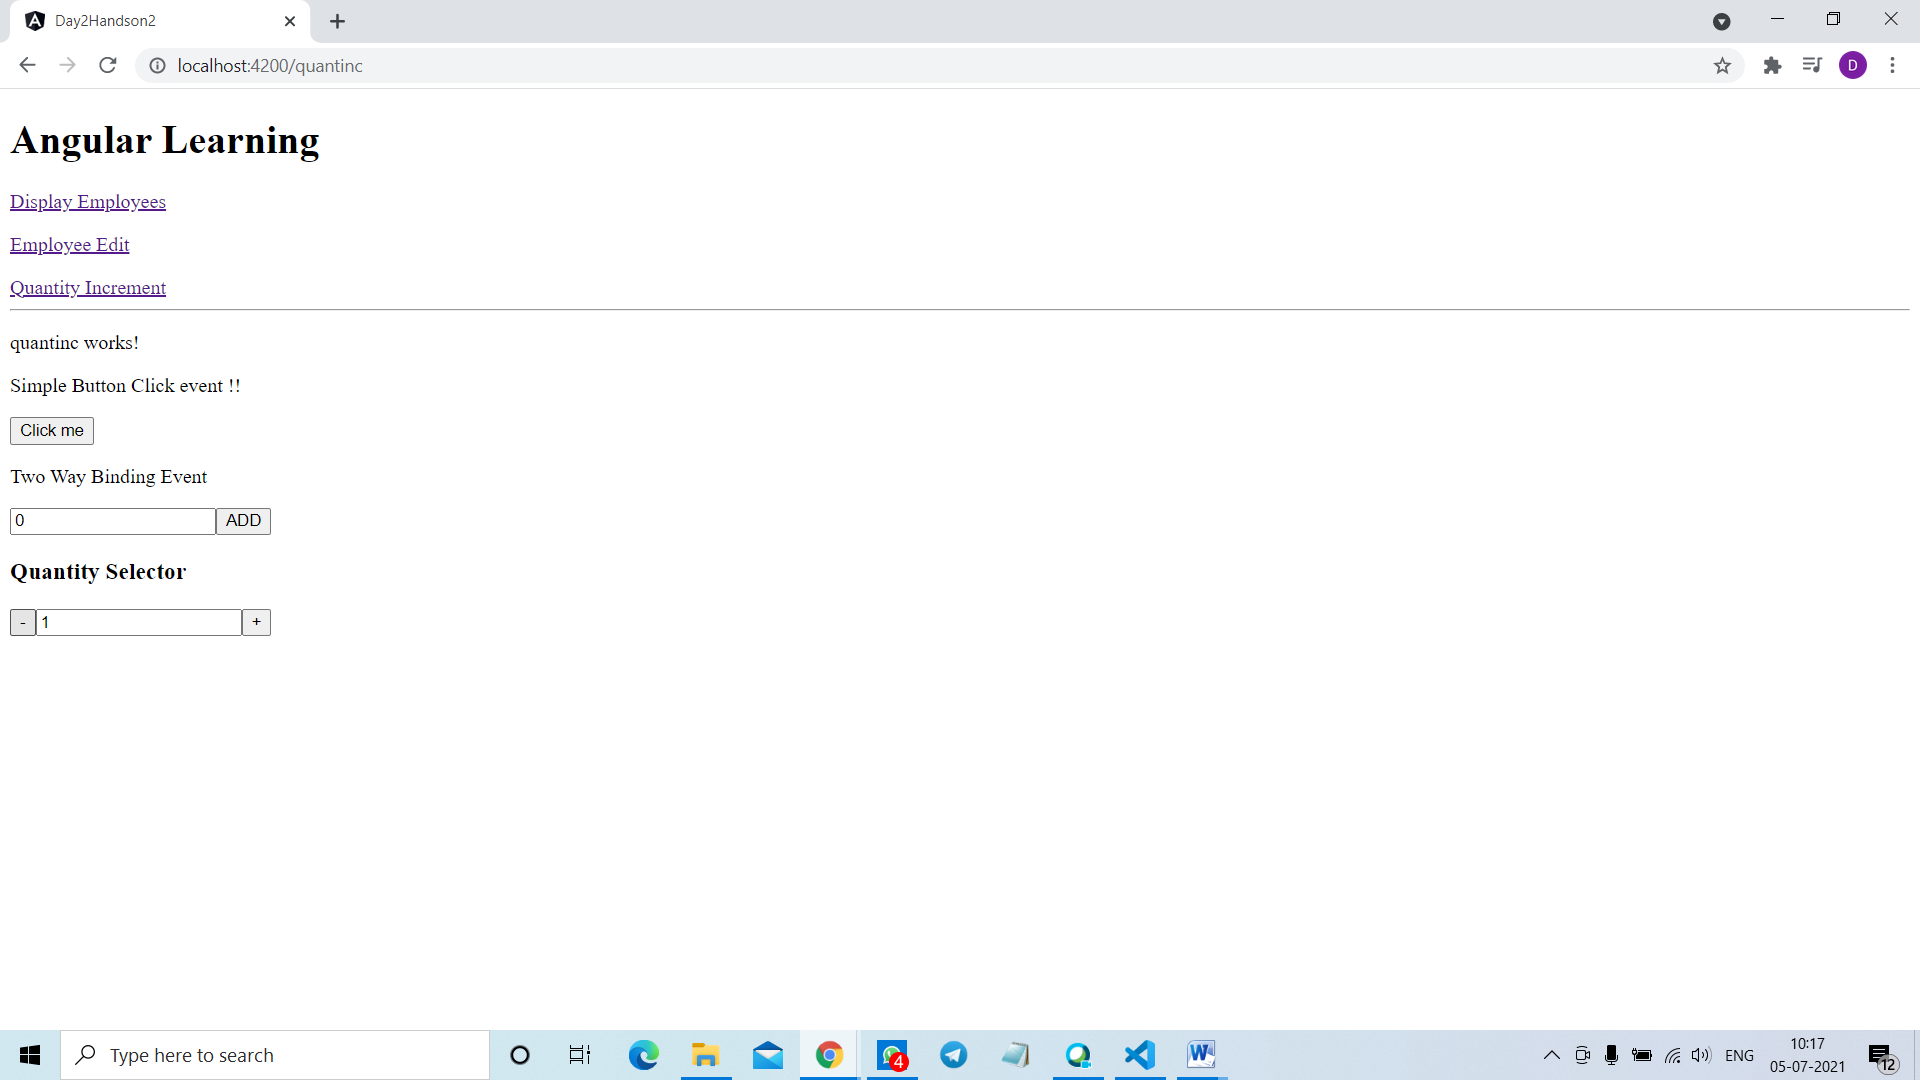 Day2Handson2
localhost:4200/quantinc
D
Angular Learning
Display Employees
Employee Edit
Quantity Increment
quantinc works!
Simple Button Click event !!
Click me
Two Way Binding Event
0 ADD
Quantity Selector
- 1 +
Type here to search
4
W
ENG
10:17
05-07-2021
12